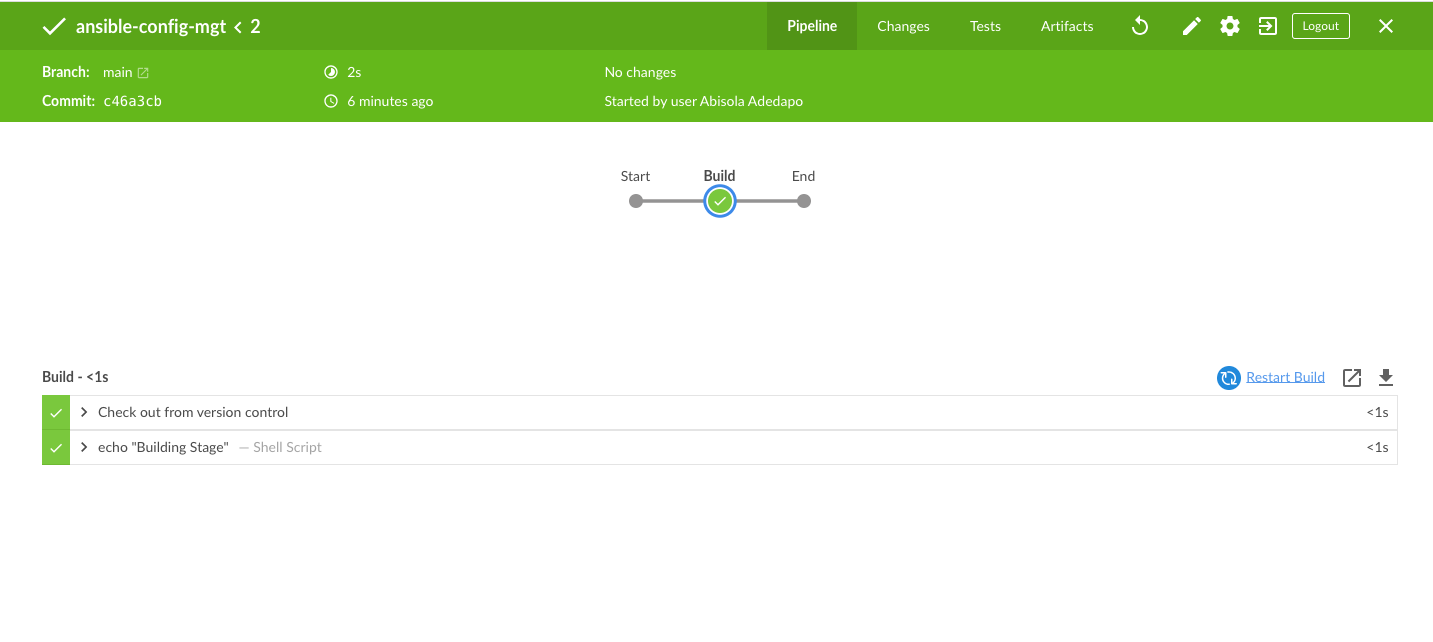 ansible-config-mgt < 2 Pipeline Changes Tests Artifacts Logout
Branch: main 2s No changes
Commit: c46a3cb 6 minutes ago Started by user Abisola Adedapo
Start Build End
Build - <1s Restart Build
Check out from version control <1s
echo "Building Stage" — Shell Script <1s